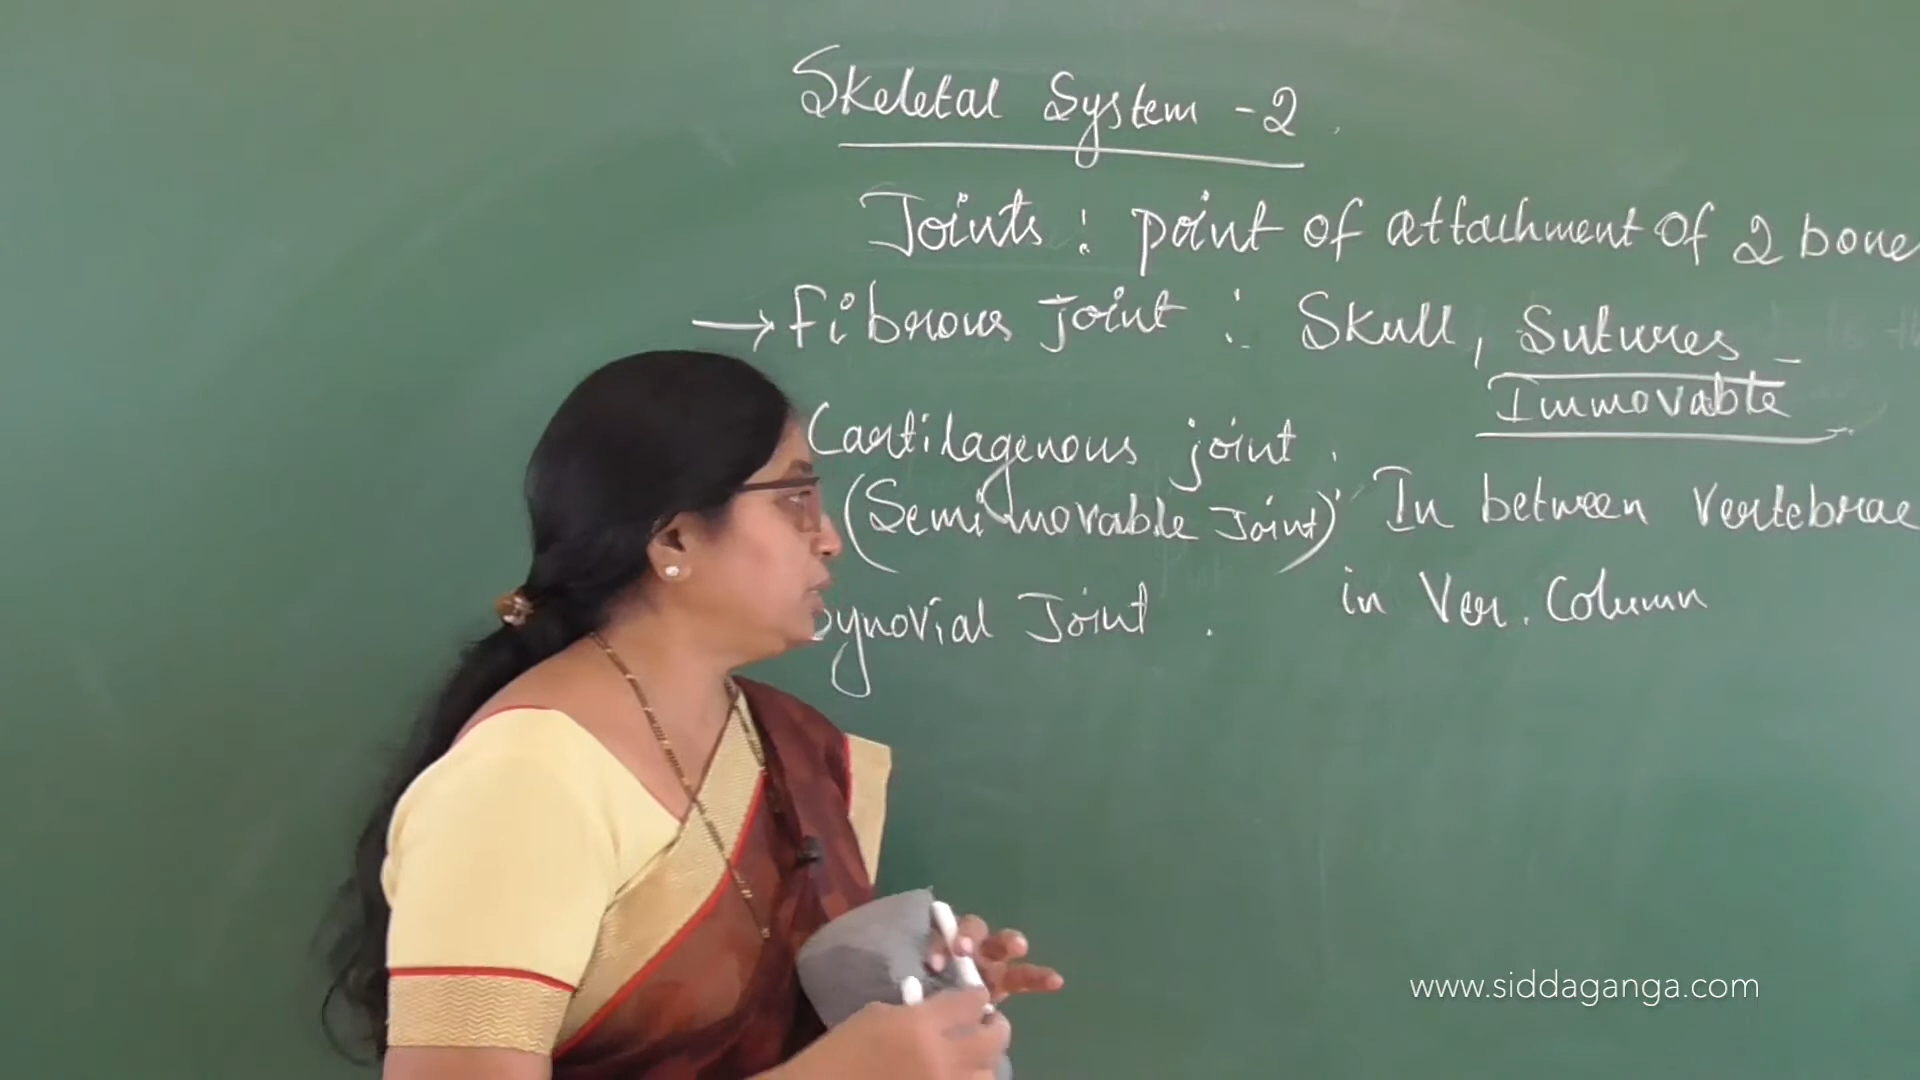 Skeletal System - 2.
Joints : point of attachment of 2 bone
→ Fibrous Joint : Skull, Sutures -
Immovable
Cartilagenous joint.
(Semi movable Joint) : In between Vertebrae
in Ver. Column
Synovial Joint.
www.siddaganga.com